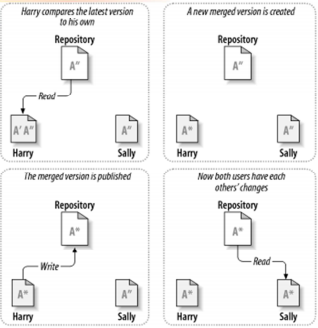 Harry compares the latest version
to his own
Repository
A"
Read
A' A"
A"
Harry
Sally
A new merged version is created
Repository
A"
A*
A"
Harry
Sally
The merged version is published
Repository
A*
Write
A*
A"
Harry
Sally
Now both users have each
others' changes
Repository
A*
Read
A*
A*
Harry
Sally